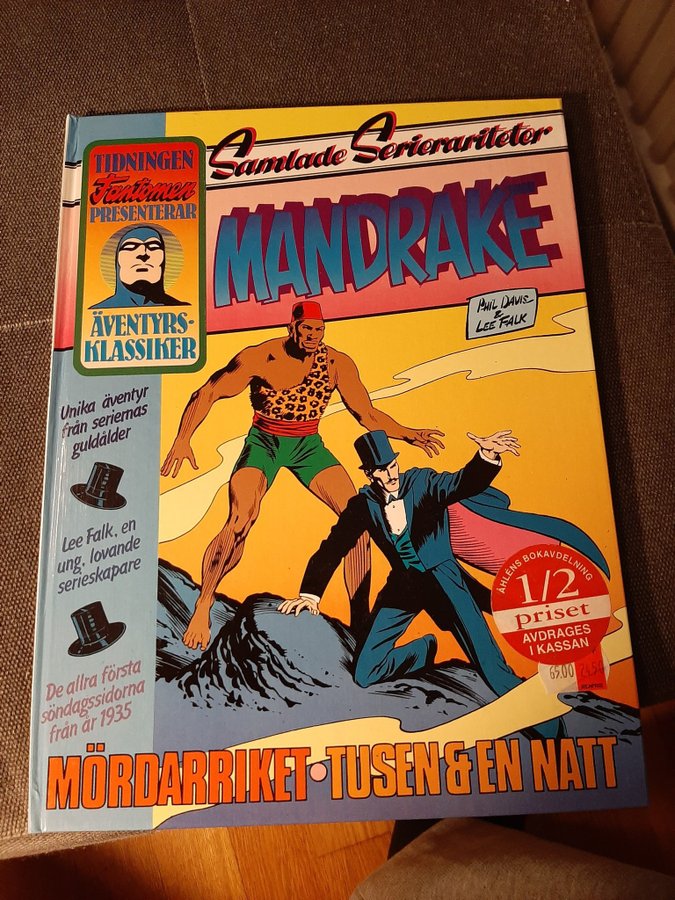 Samlade Serierariteter
TIDNINGEN
Fantomen
PRESENTERAR
ÄVENTYRS-
KLASSIKER
MANDRAKE
PHIL DAVIS
&
LEE FALK
Unika äventyr
från seriernas
guldålder
Lee Falk, en
ung, lovande
serieskapare
De allra första
söndagssidorna
från år 1935
ÅHLÉNS BOKAVDELNING
1/2
priset
AVDRAGES
I KASSAN
65.00
MÖRDARRIKET • TUSEN & EN NATT